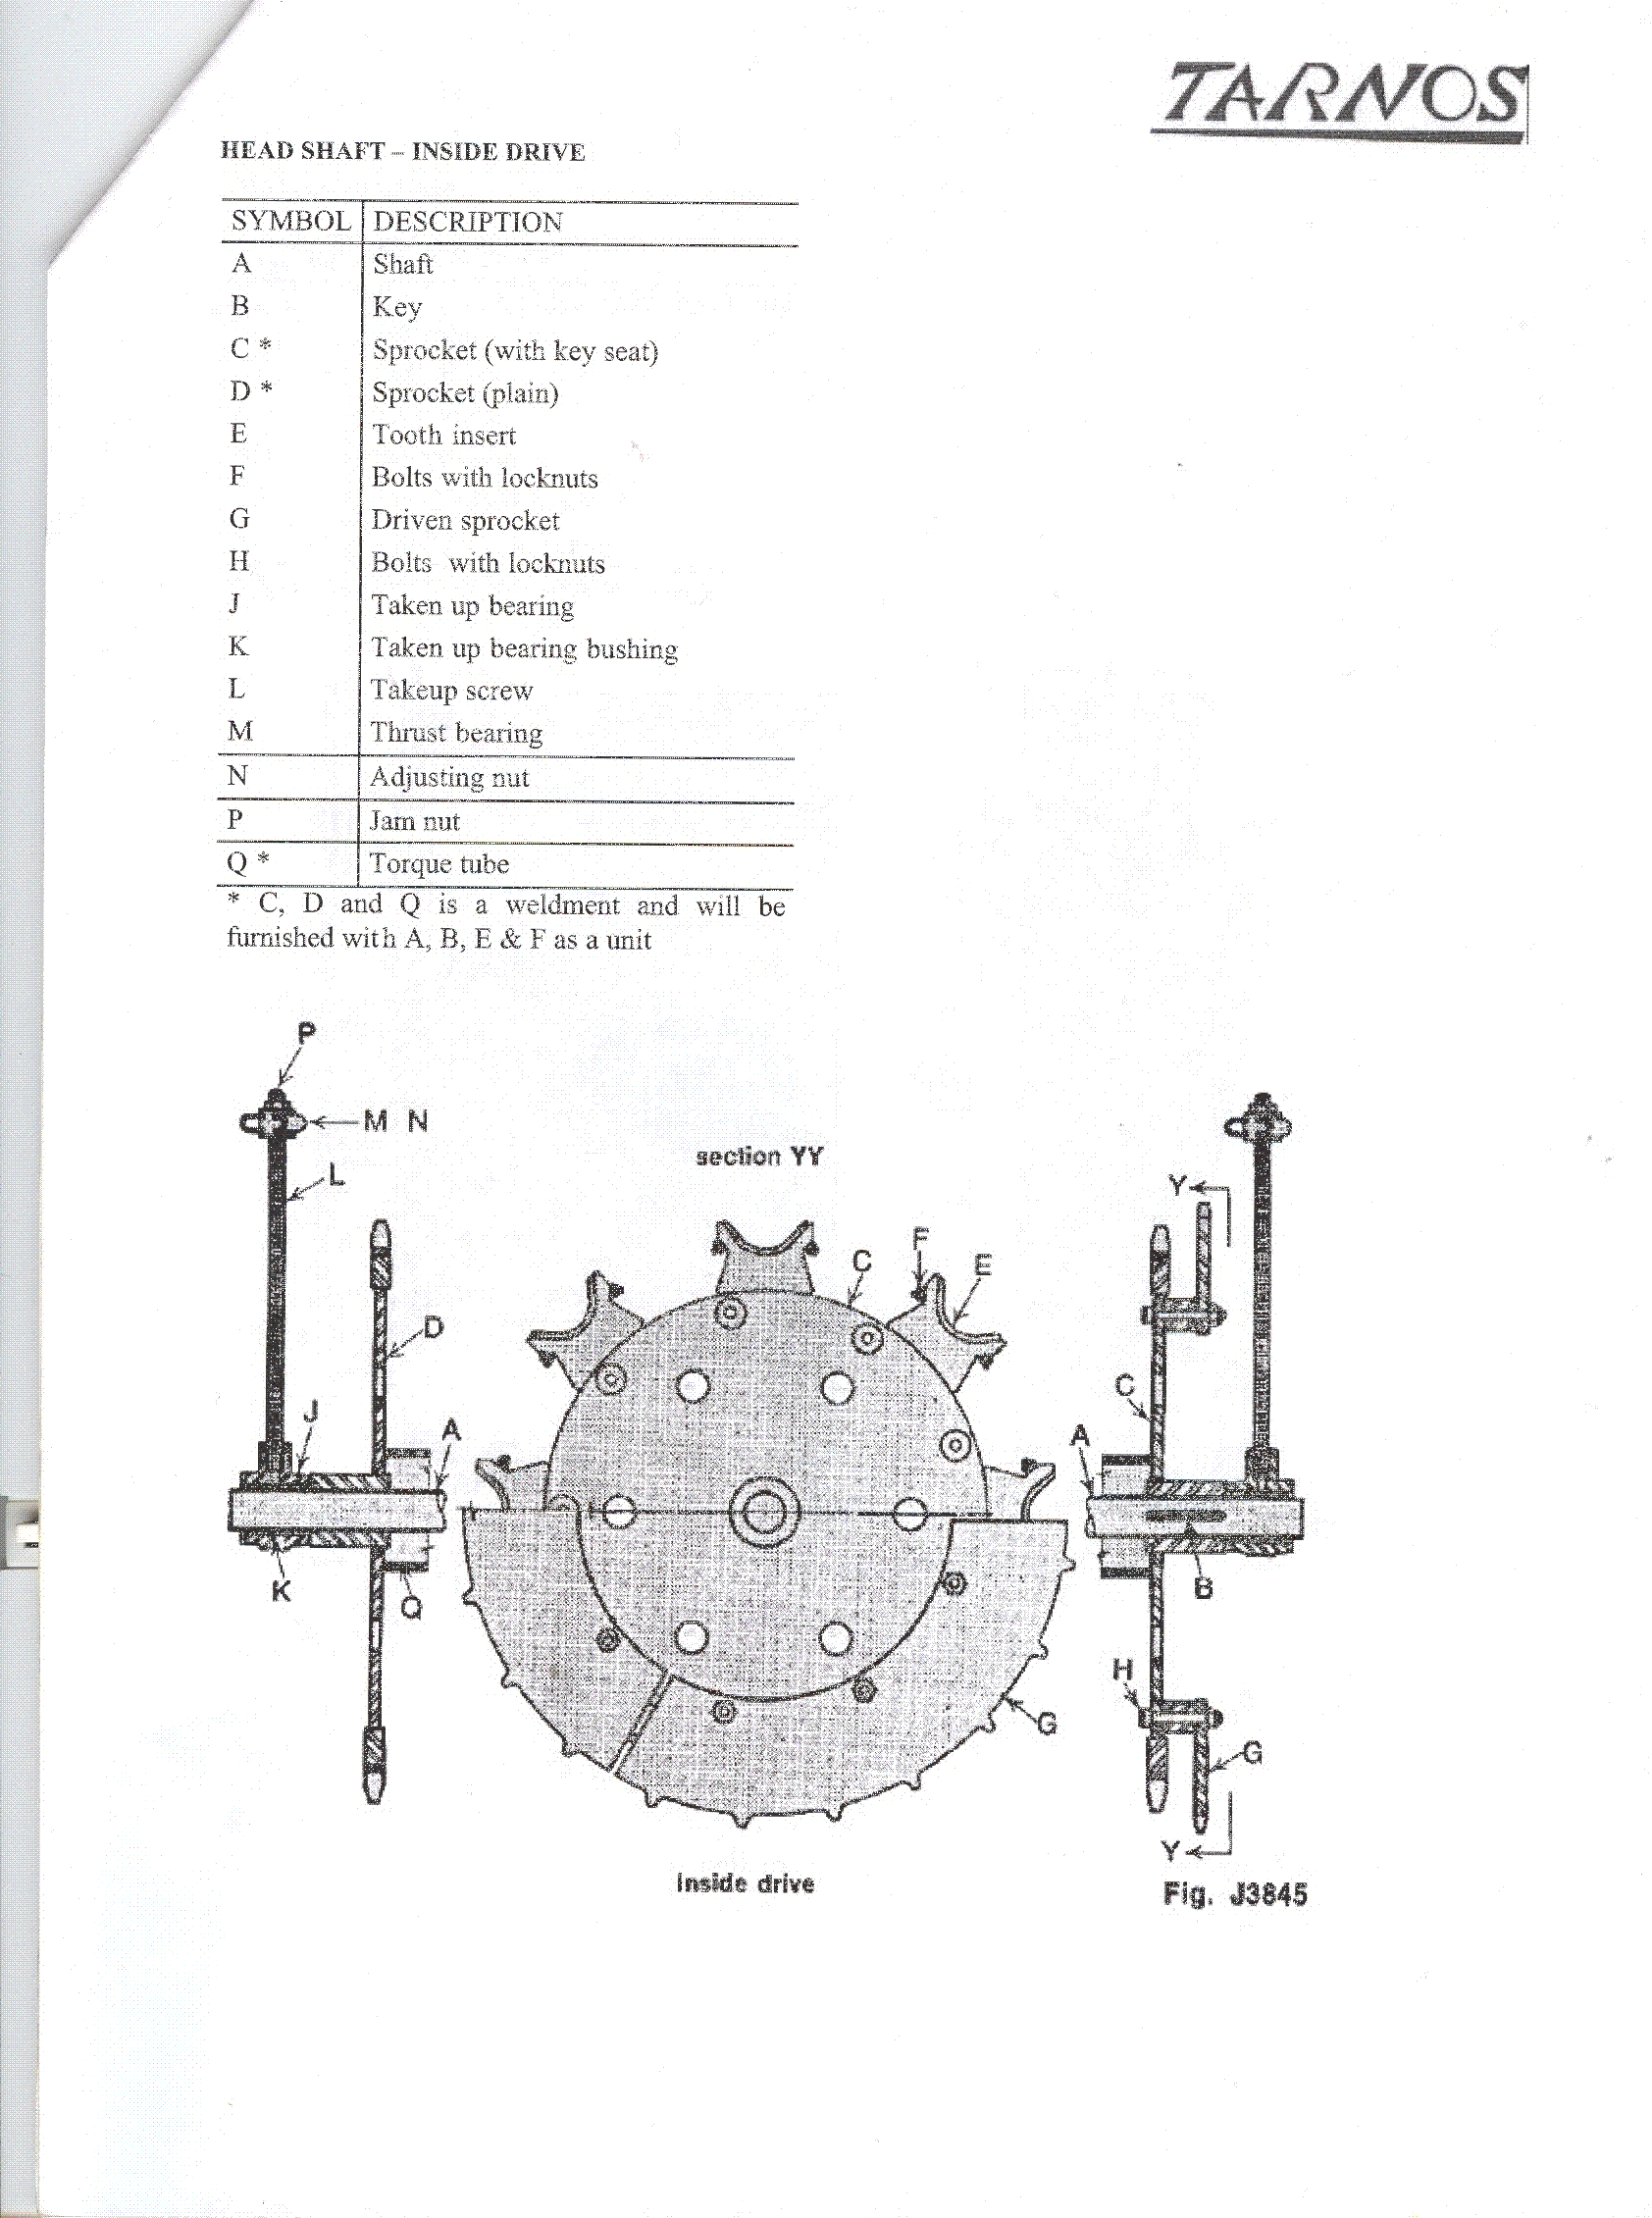 TARNOS
HEAD SHAFT – INSIDE DRIVE
SYMBOL DESCRIPTION
A Shaft
B Key
C * Sprocket (with key seat)
D * Sprocket (plain)
E Tooth insert
F Bolts with locknuts
G Driven sprocket
H Bolts with locknuts
J Taken up bearing
K Taken up bearing bushing
L Takeup screw
M Thrust bearing
N Adjusting nut
P Jam nut
Q * Torque tube
* C, D and Q is a weldment and will be
furnished with A, B, E & F as a unit
P
M N
L
section YY
Y
F
C
E
D
C
J
A
A
K
Q
B
H
G
G
Y
Inside drive
Fig. J3845